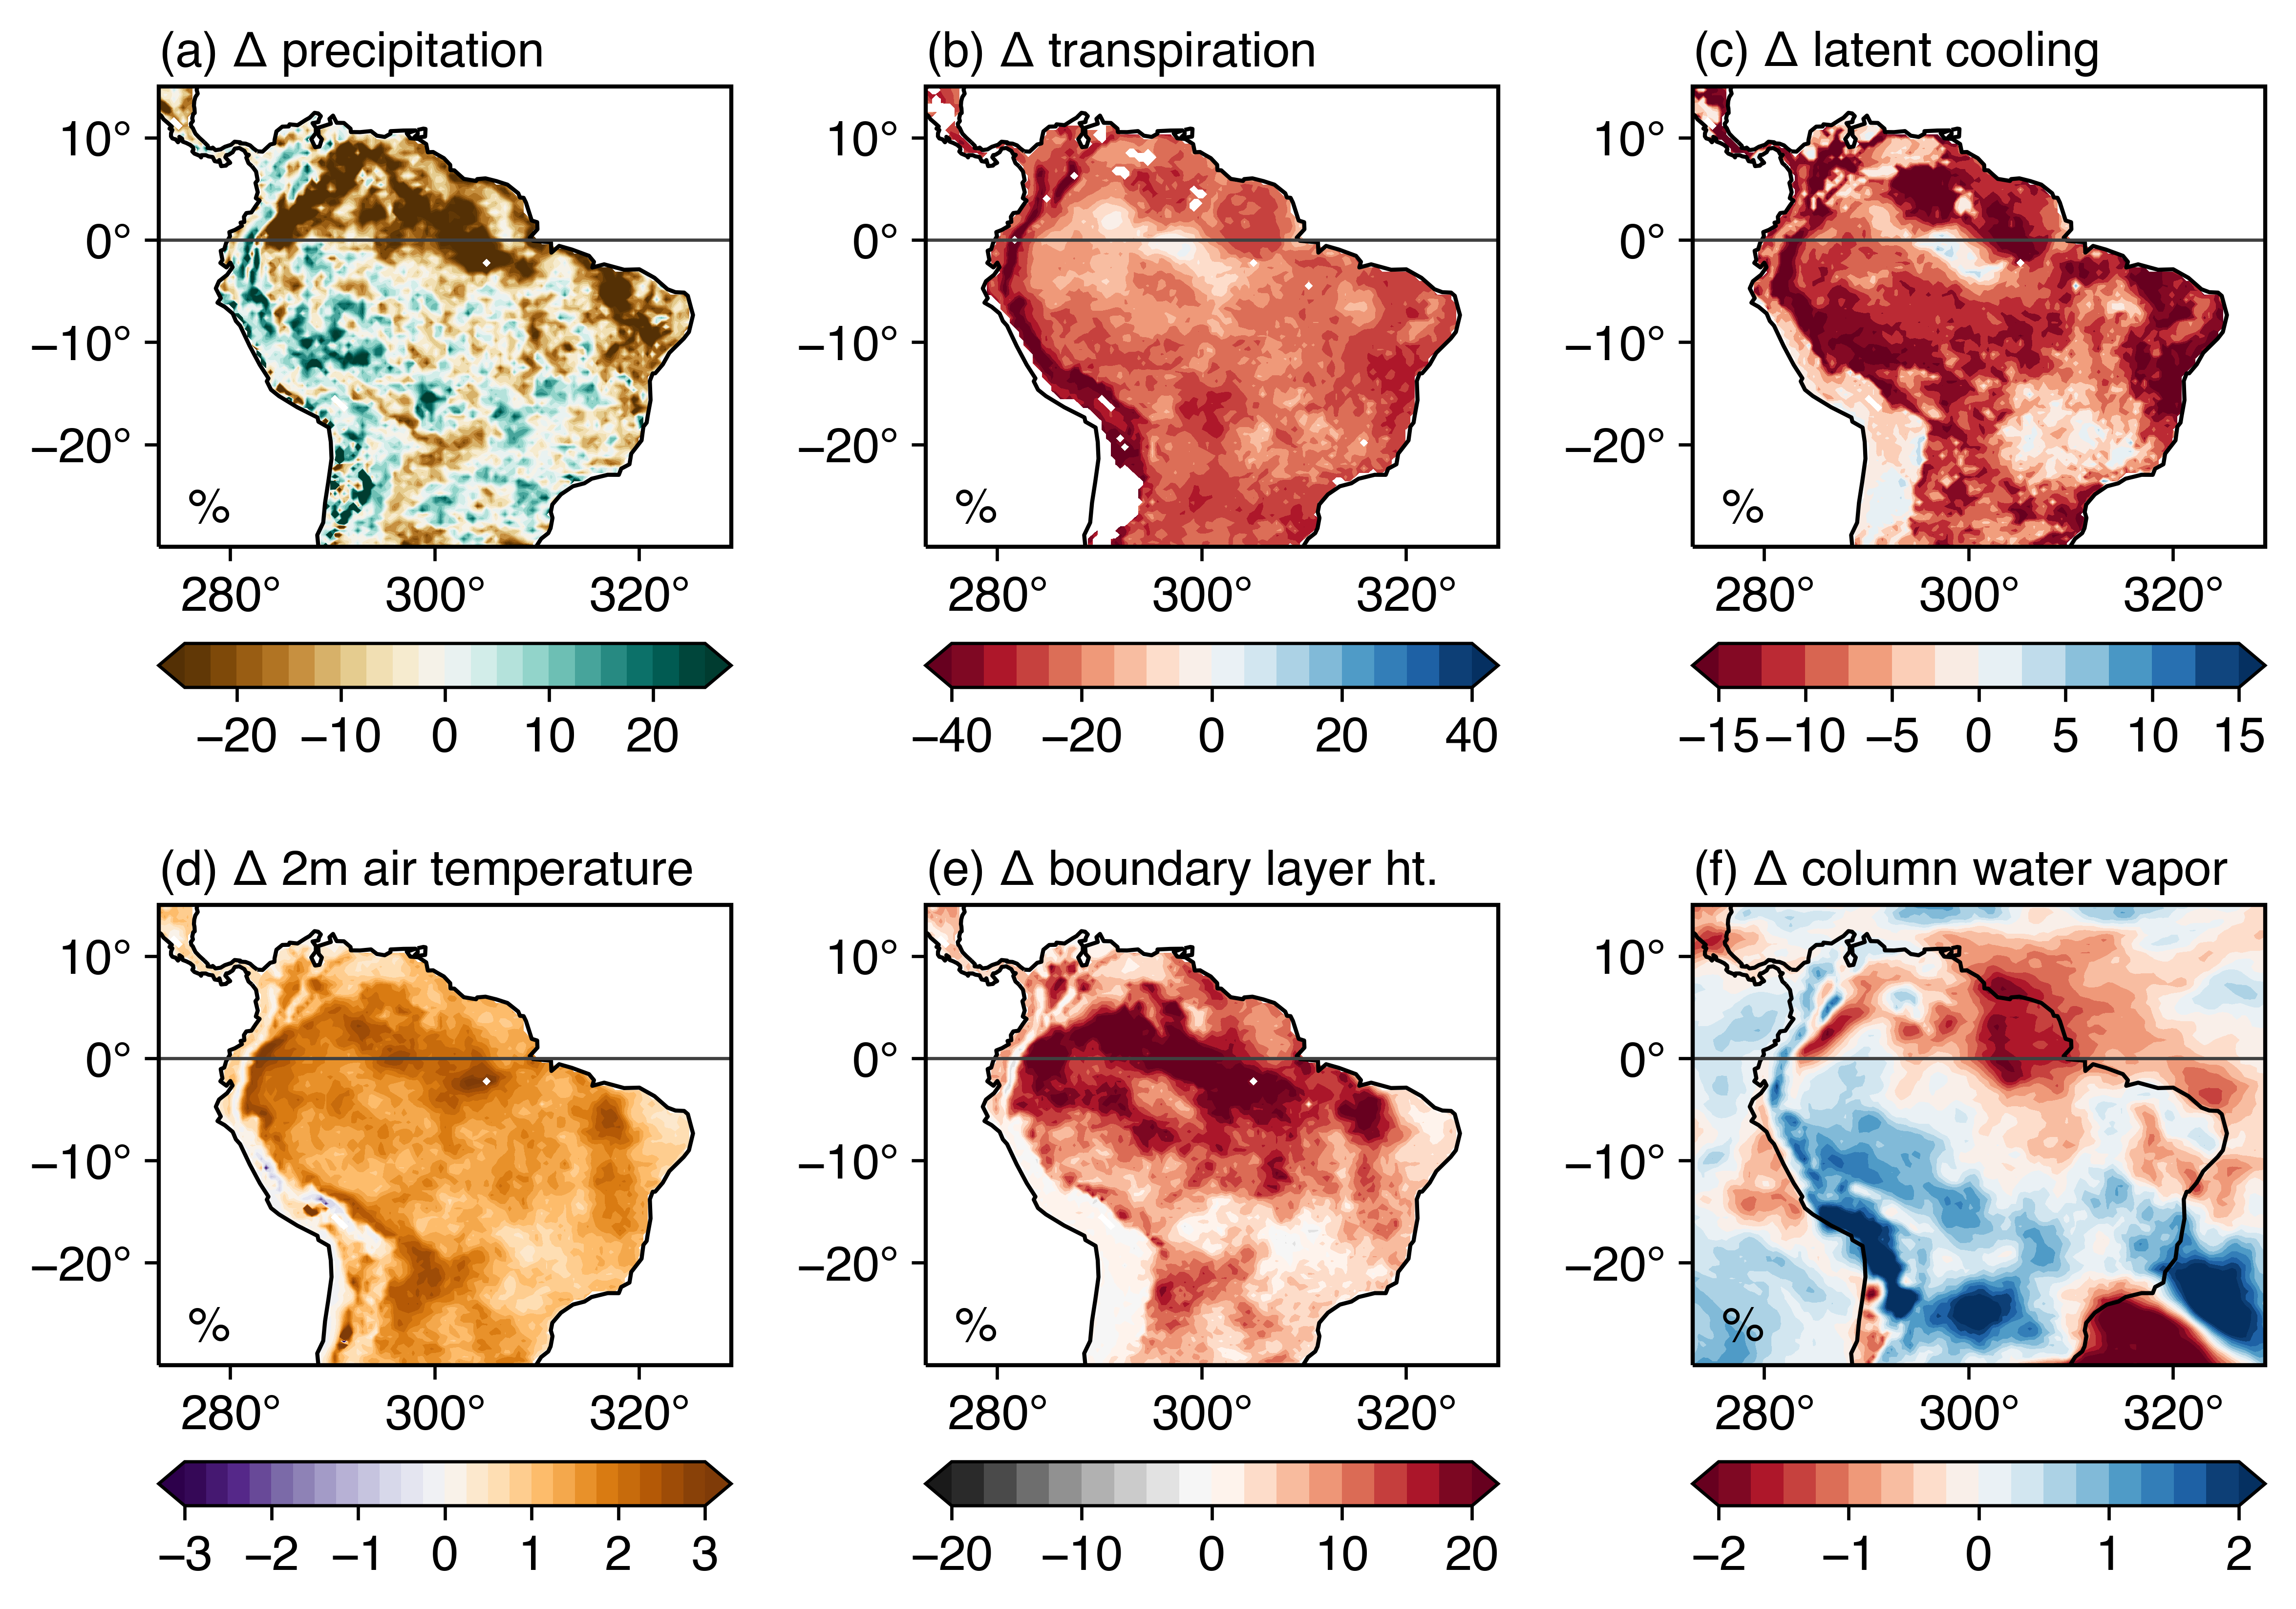 (a) Δ precipitation
10°
0°
−10°
−20°
%
280° 300° 320°
−20 −10 0 10 20
(b) Δ transpiration
10°
0°
−10°
−20°
%
280° 300° 320°
−40 −20 0 20 40
(c) Δ latent cooling
10°
0°
−10°
−20°
%
280° 300° 320°
−15 −10 −5 0 5 10 15
(d) Δ 2m air temperature
10°
0°
−10°
−20°
%
280° 300° 320°
−3 −2 −1 0 1 2 3
(e) Δ boundary layer ht.
10°
0°
−10°
−20°
%
280° 300° 320°
−20 −10 0 10 20
(f) Δ column water vapor
10°
0°
−10°
−20°
%
280° 300° 320°
−2 −1 0 1 2